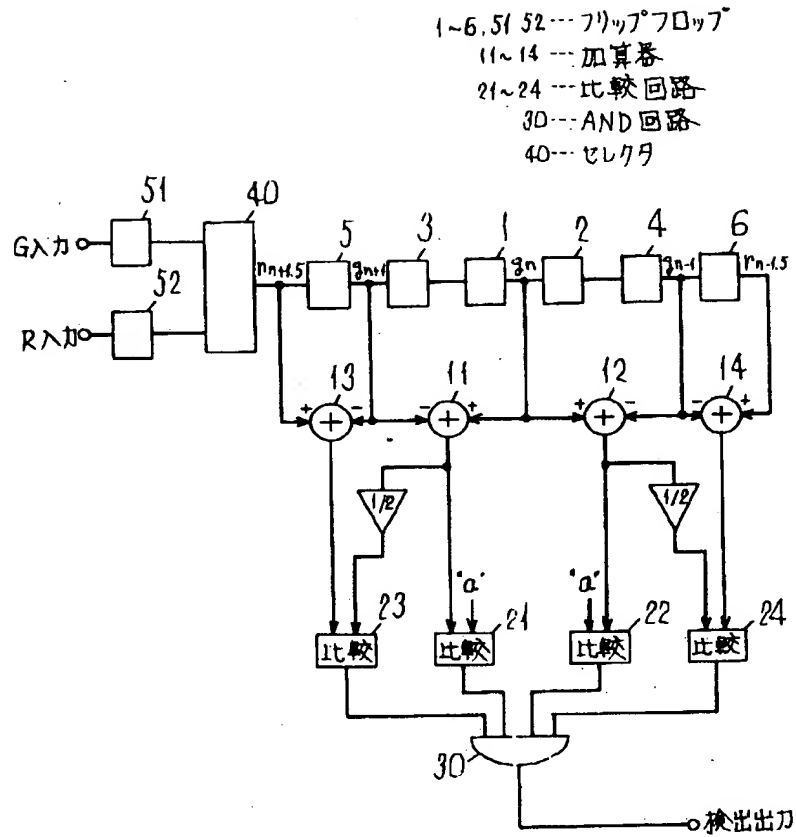 1~6, 51 52 --- フリップフロップ
11~14 --- 加算器
21~24 --- 比較回路
30 --- AND回路
40 --- セレクタ
51 40
G入力
5 3 1 2 4 6
rn+1.5 gn+1 gn gn-1 rn-1.5
52
R入力
13 11 12 14
+ + - - + + + + - - + +
1/2 1/2
"a" "a"
23 21 22 24
比較 比較 比較 比較
30
検出出力